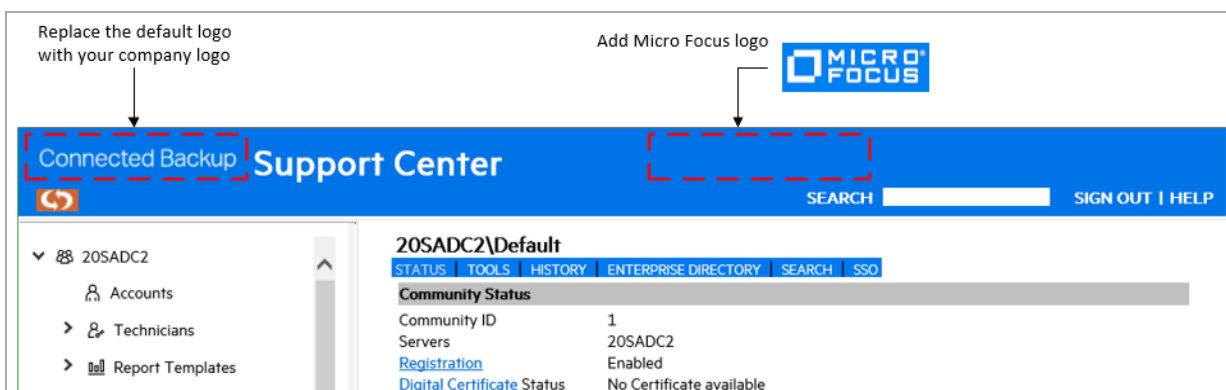 Replace the default logo
with your company logo
Add Micro Focus logo
MICRO
FOCUS
Connected Backup Support Center
SEARCH SIGN OUT | HELP
20SADC2
Accounts
Technicians
Report Templates
20SADC2\Default
STATUS | TOOLS | HISTORY | ENTERPRISE DIRECTORY | SEARCH | SSO
Community Status
Community ID 1
Servers 20SADC2
Registration Enabled
Digital Certificate Status No Certificate available